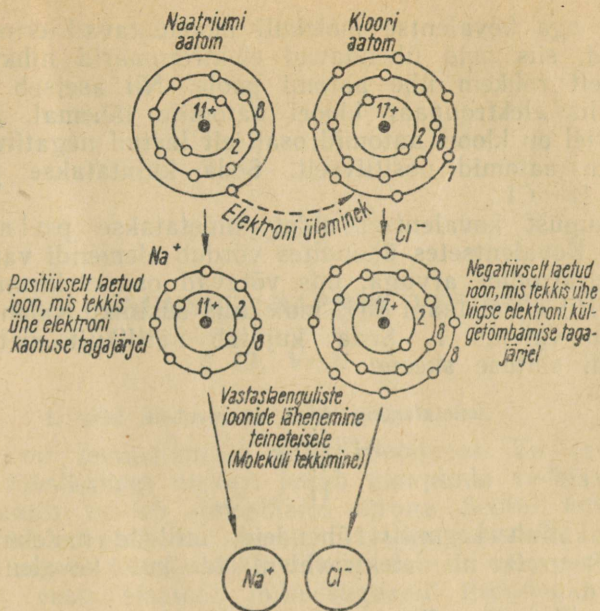 Naatriumi
aatom
Kloori
aatom
11+
2
8
17+
2
8
7
Elektroni üleminek
Na⁺
Cl⁻
Positiivselt laetud
ioon, mis tekkis
ühe elektroni
kaotuse tagajärjel
11+
2
8
17+
2
8
8
Negatiivselt laetud
ioon, mis tekkis ühe
liigse elektroni kül-
getõmbamise taga-
järjel
Vastaslaenguliste
ioonide lähenemine
teineteisele
(Molekuli tekkimine)
Na⁺
Cl⁻